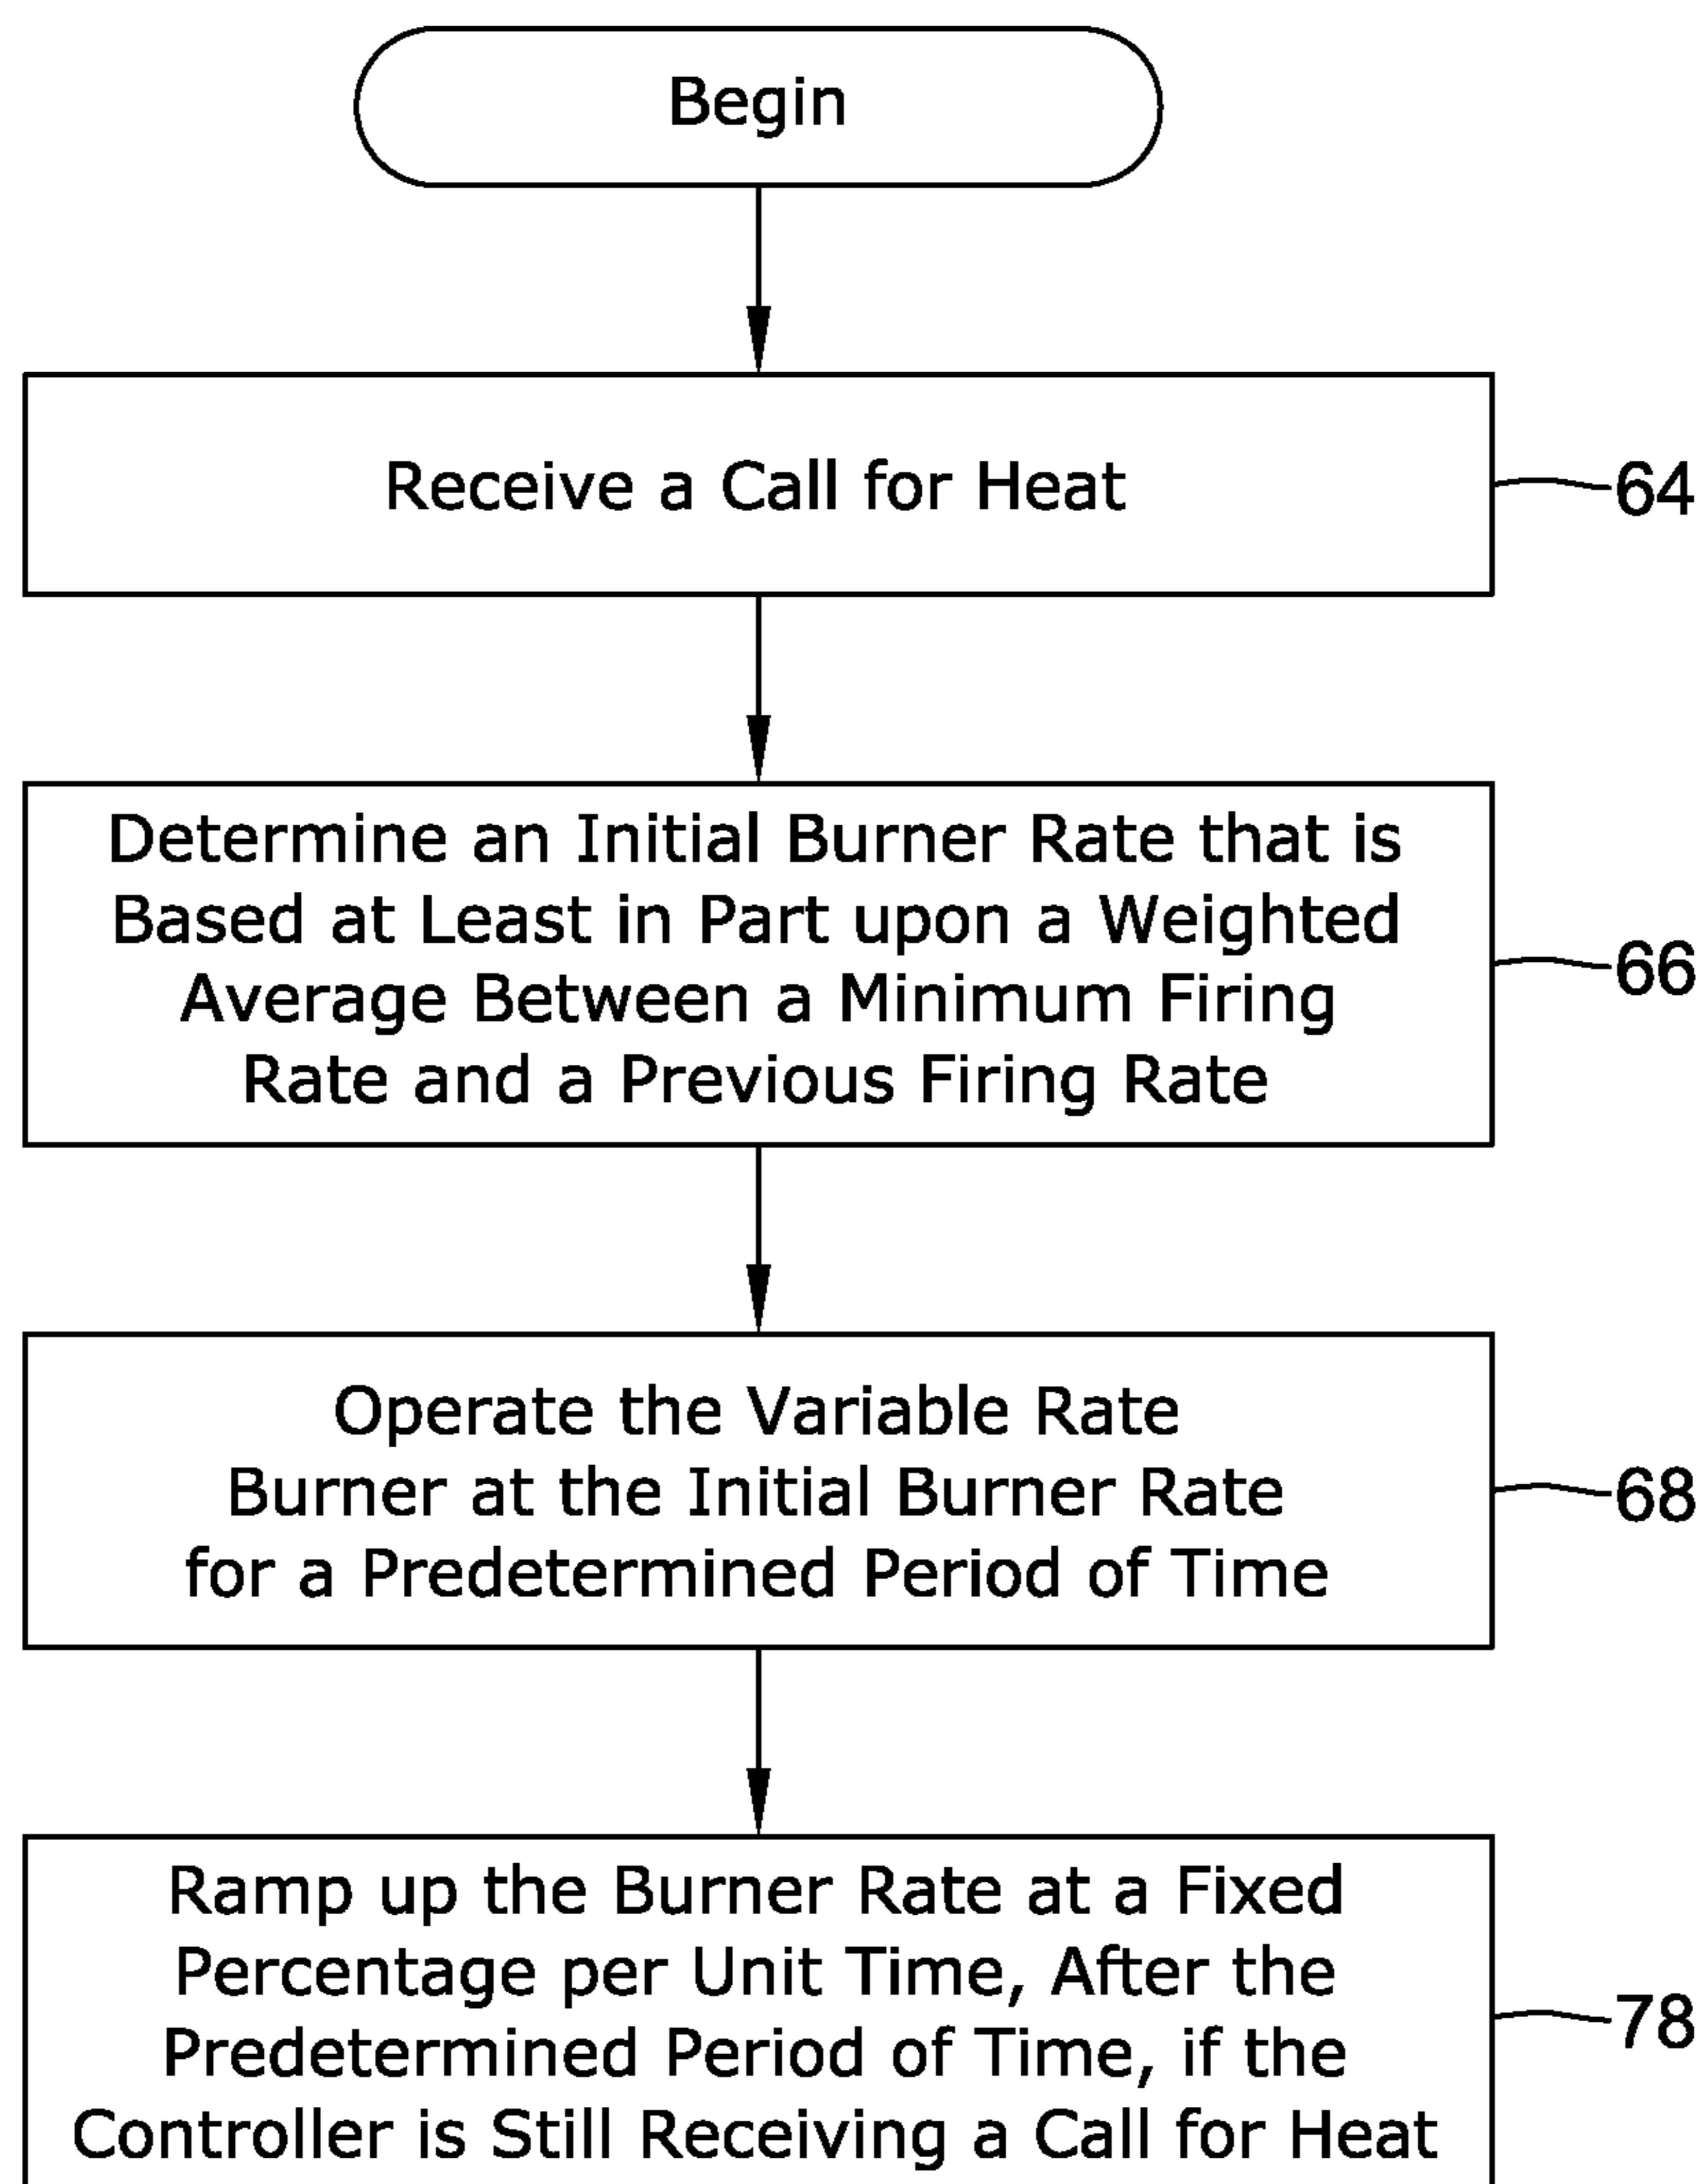 Begin
Receive a Call for Heat
64
Determine an Initial Burner Rate that is
Based at Least in Part upon a Weighted
Average Between a Minimum Firing
Rate and a Previous Firing Rate
66
Operate the Variable Rate
Burner at the Initial Burner Rate
for a Predetermined Period of Time
68
Ramp up the Burner Rate at a Fixed
Percentage per Unit Time, After the
Predetermined Period of Time, if the
Controller is Still Receiving a Call for Heat
78